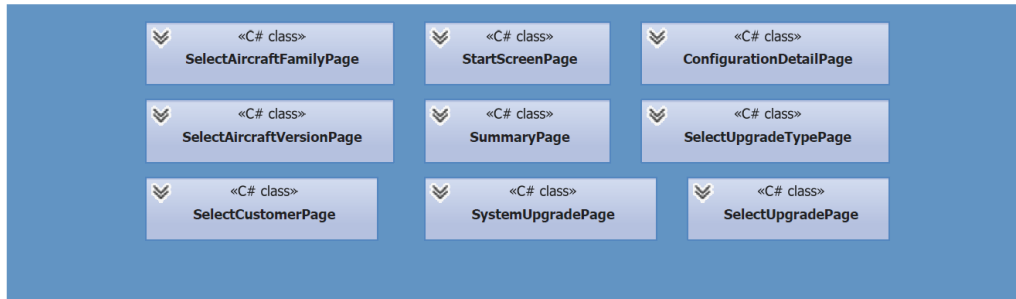 «C# class»
SelectAircraftFamilyPage
«C# class»
StartScreenPage
«C# class»
ConfigurationDetailPage
«C# class»
SelectAircraftVersionPage
«C# class»
SummaryPage
«C# class»
SelectUpgradeTypePage
«C# class»
SelectCustomerPage
«C# class»
SystemUpgradePage
«C# class»
SelectUpgradePage